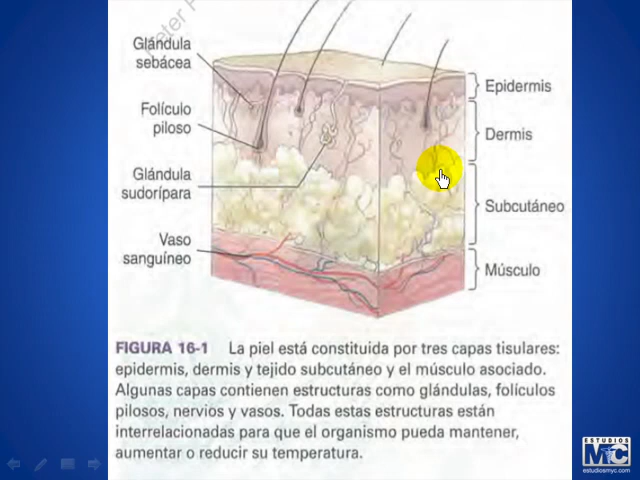 Glándula
sebácea
Folículo
piloso
Glándula
sudorípara
Vaso
sanguíneo
Epidermis
Dermis
Subcutáneo
Músculo
FIGURA 16-1 La piel está constituida por tres capas tisulares:
epidermis, dermis y tejido subcutáneo y el músculo asociado.
Algunas capas contienen estructuras como glándulas, folículos
pilosos, nervios y vasos. Todas estas estructuras están
interrelacionadas para que el organismo pueda mantener,
aumentar o reducir su temperatura.
ESTUDIOS
MyC
estudiosmyc.com